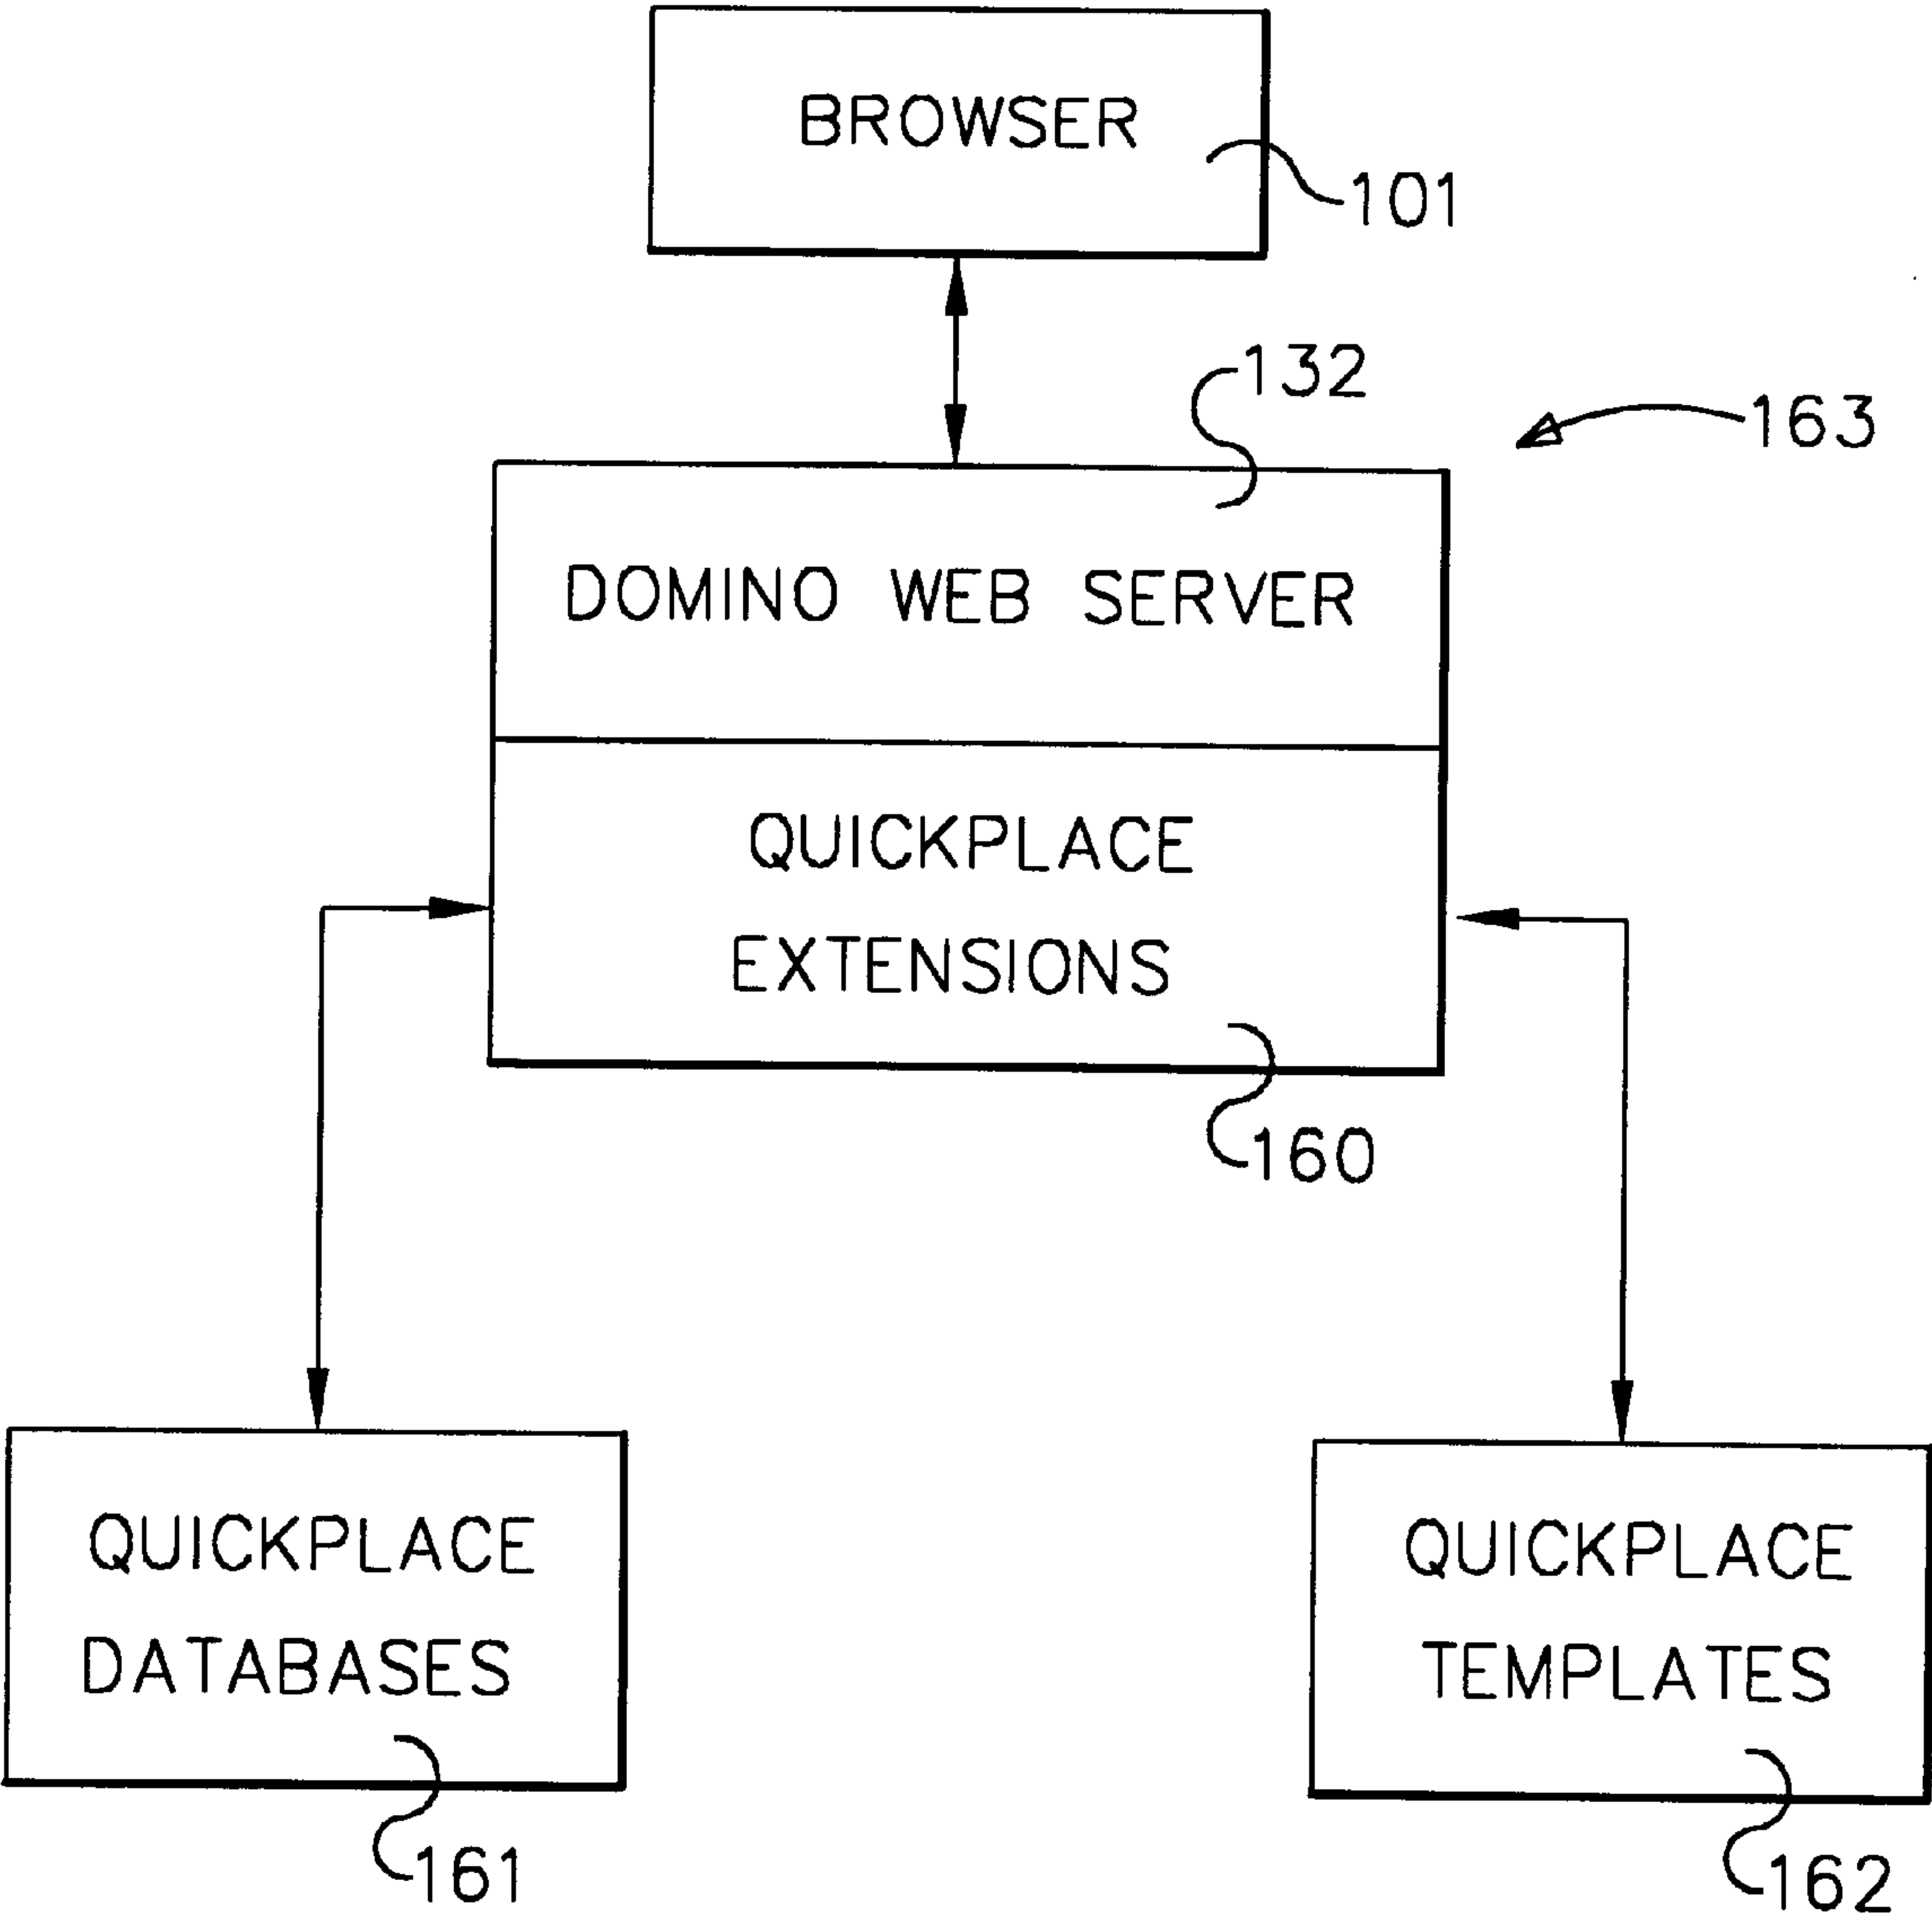 BROWSER
101
132
163
DOMINO WEB SERVER
QUICKPLACE
EXTENSIONS
160
QUICKPLACE
DATABASES
161
QUICKPLACE
TEMPLATES
162